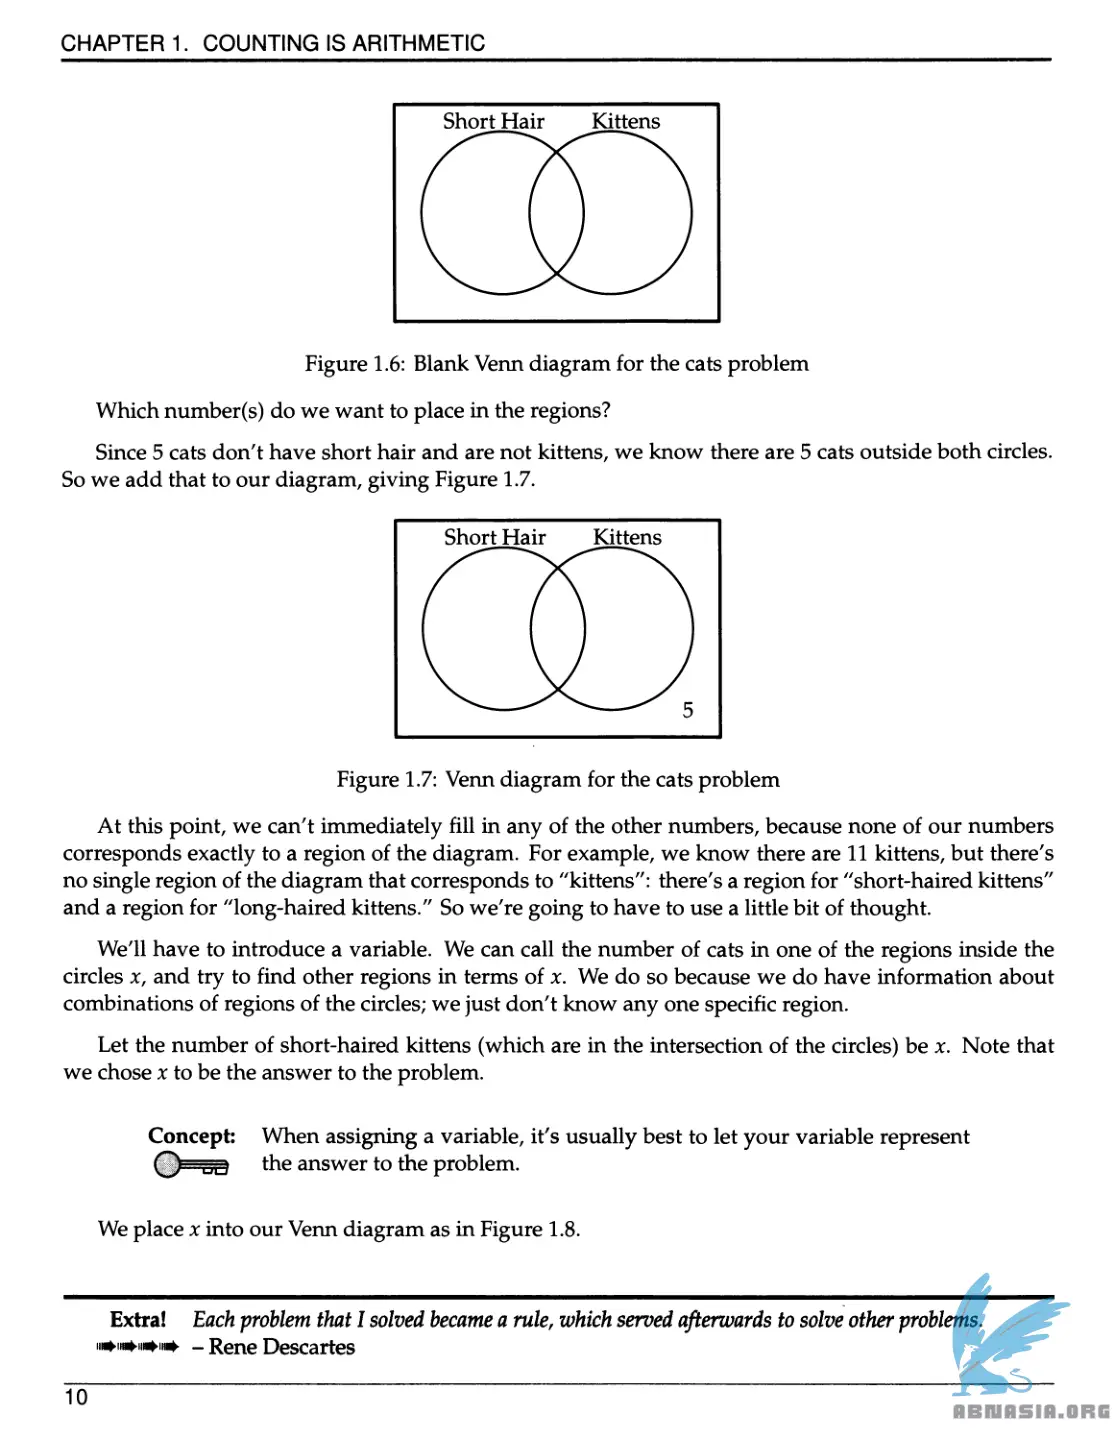 CHAPTER 1. COUNTING IS ARITHMETIC
Short Hair Kittens
Figure 1.6: Blank Venn diagram for the cats problem
Which number(s) do we want to place in the regions?
Since 5 cats don't have short hair and are not kittens, we know there are 5 cats outside both circles.
So we add that to our diagram, giving Figure 1.7.
Short Hair Kittens
5
Figure 1.7: Venn diagram for the cats problem
At this point, we can't immediately fill in any of the other numbers, because none of our numbers
corresponds exactly to a region of the diagram. For example, we know there are 11 kittens, but there's
no single region of the diagram that corresponds to "kittens": there's a region for "short-haired kittens"
and a region for "long-haired kittens." So we're going to have to use a little bit of thought.
We'll have to introduce a variable. We can call the number of cats in one of the regions inside the
circles x, and try to find other regions in terms of x. We do so because we do have information about
combinations of regions of the circles; we just don't know any one specific region.
Let the number of short-haired kittens (which are in the intersection of the circles) be x. Note that
we chose x to be the answer to the problem.
Concept: When assigning a variable, it's usually best to let your variable represent
the answer to the problem.
We place x into our Venn diagram as in Figure 1.8.
Extra! Each problem that I solved became a rule, which served afterwards to solve other problems.
– Rene Descartes
10
ABNASIA.ORG